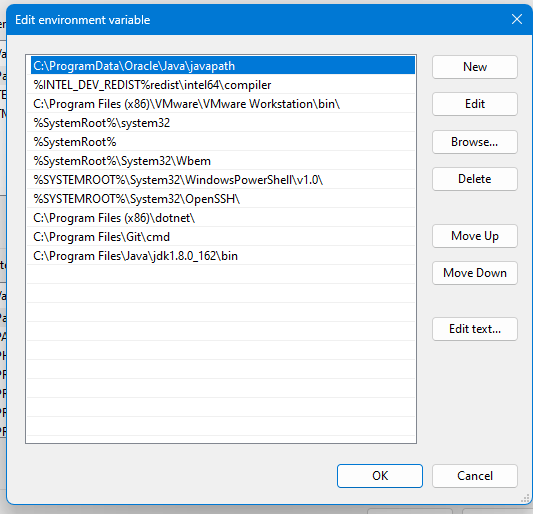 Edit environment variable
C:\ProgramData\Oracle\Java\javapath
%INTEL_DEV_REDIST%redist\intel64\compiler
C:\Program Files (x86)\VMware\VMware Workstation\bin\
%SystemRoot%\system32
%SystemRoot%
%SystemRoot%\System32\Wbem
%SYSTEMROOT%\System32\WindowsPowerShell\v1.0\
%SYSTEMROOT%\System32\OpenSSH\
C:\Program Files (x86)\dotnet\
C:\Program Files\Git\cmd
C:\Program Files\Java\jdk1.8.0_162\bin
New
Edit
Browse...
Delete
Move Up
Move Down
Edit text...
OK
Cancel